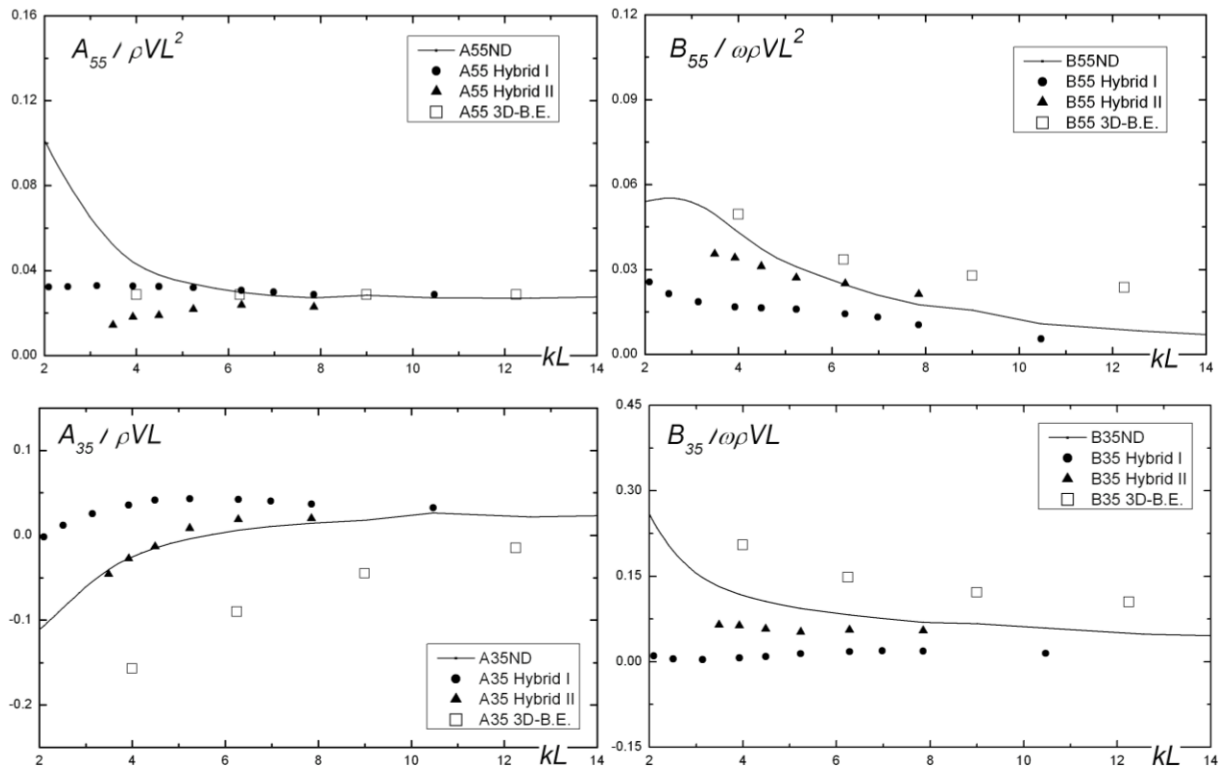 A₅₅ / ρVL²
A55ND
A55 Hybrid I
A55 Hybrid II
A55 3D-B.E.
0.16
0.12
0.08
0.04
0.00
2 4 6 8 10 12 14
kL
B₅₅ / ωρVL²
B55ND
B55 Hybrid I
B55 Hybrid II
B55 3D-B.E.
0.12
0.09
0.06
0.03
0.00
2 4 6 8 10 12 14
kL
A₃₅ / ρVL
A35ND
A35 Hybrid I
A35 Hybrid II
A35 3D-B.E.
0.1
0.0
-0.1
-0.2
2 4 6 8 10 12 14
kL
B₃₅ / ωρVL
B35ND
B35 Hybrid I
B35 Hybrid II
B35 3D-B.E.
0.45
0.30
0.15
0.00
-0.15
2 4 6 8 10 12 14
kL